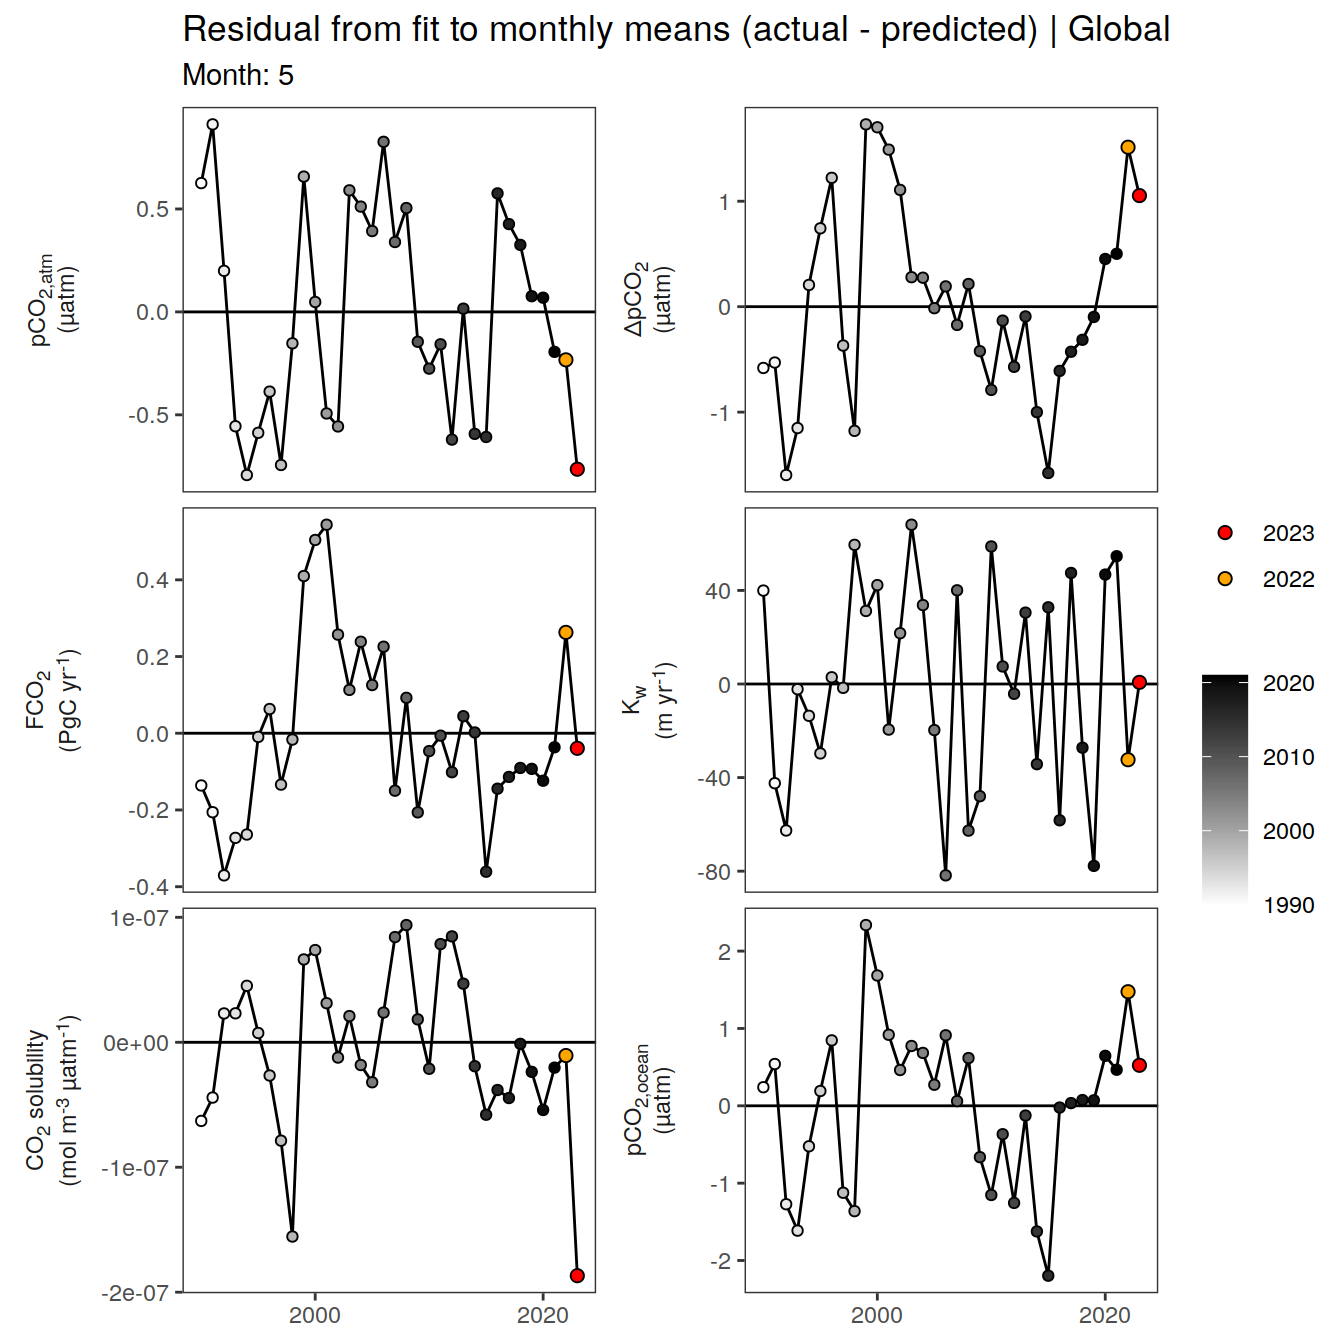 Residual from fit to monthly means (actual - predicted) | Global
Month: 5
pCO2,atm
(µatm)
0.5
0.0
-0.5
ΔpCO2
(µatm)
1
0
-1
FCO2
(PgC yr-1)
0.4
0.2
0.0
-0.2
-0.4
Kw
(m yr-1)
40
0
-40
-80
CO2 solubility
(mol m-3 µatm-1)
1e-07
0e+00
-1e-07
-2e-07
2000
2020
pCO2,ocean
(µatm)
2
1
0
-1
-2
2000
2020
2023
2022
2020
2010
2000
1990